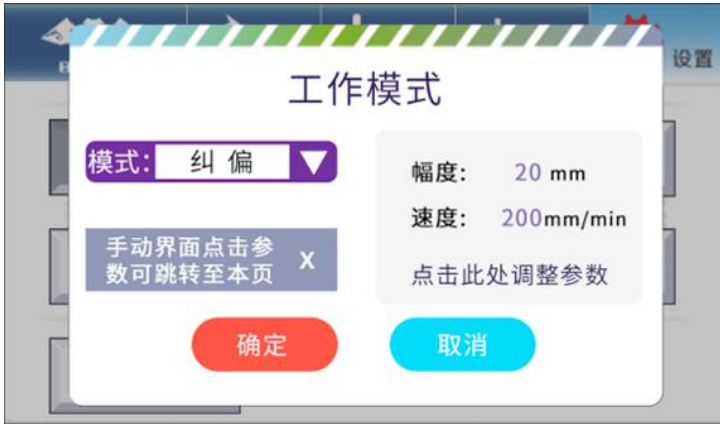 设置
工作模式
模式: 纠 偏
幅度: 20 mm
速度: 200mm/min
手动界面点击参
数可跳转至本页 X
点击此处调整参数
确定 取消